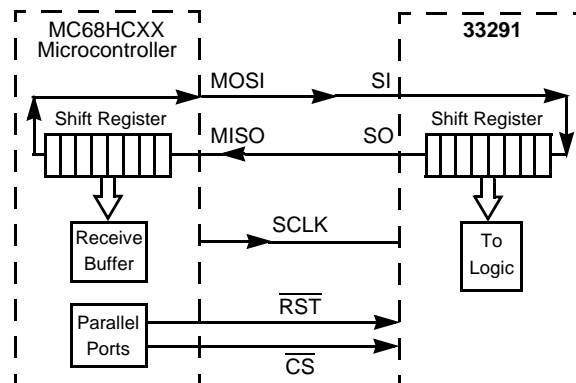 MC68HCXX
Microcontroller
33291
MOSI
SI
Shift Register
Shift Register
MISO
SO
Receive
Buffer
SCLK
To
Logic
Parallel
Ports
RST
CS